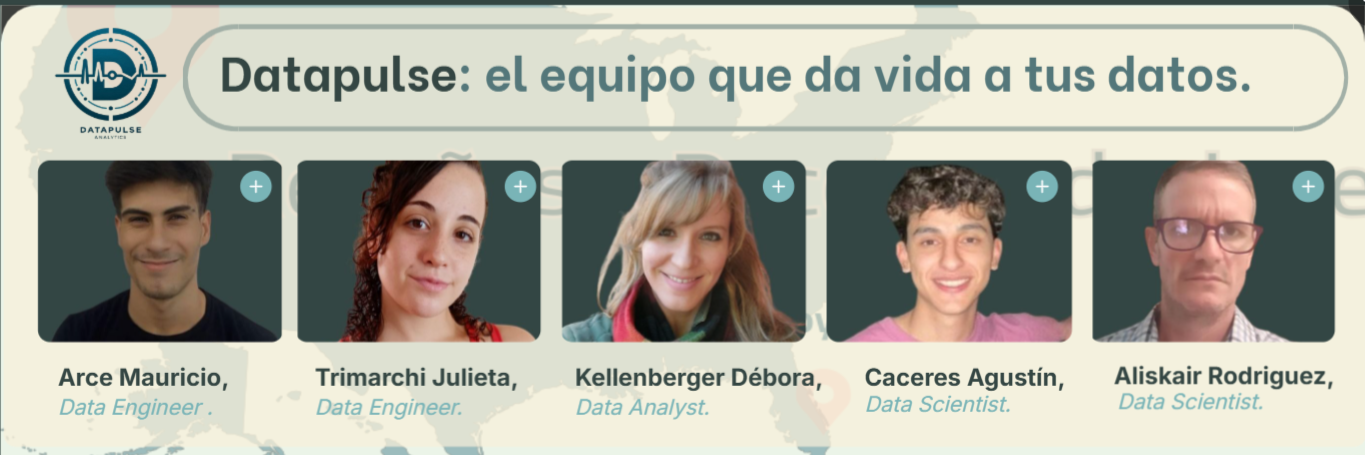 Datapulse: el equipo que da vida a tus datos.
DATAPULSE
ANALYTICS
+
+
+
+
+
Arce Mauricio,
Data Engineer .
Trimarchi Julieta,
Data Engineer.
Kellenberger Débora,
Data Analyst.
Caceres Agustín,
Data Scientist.
Aliskair Rodriguez,
Data Scientist.